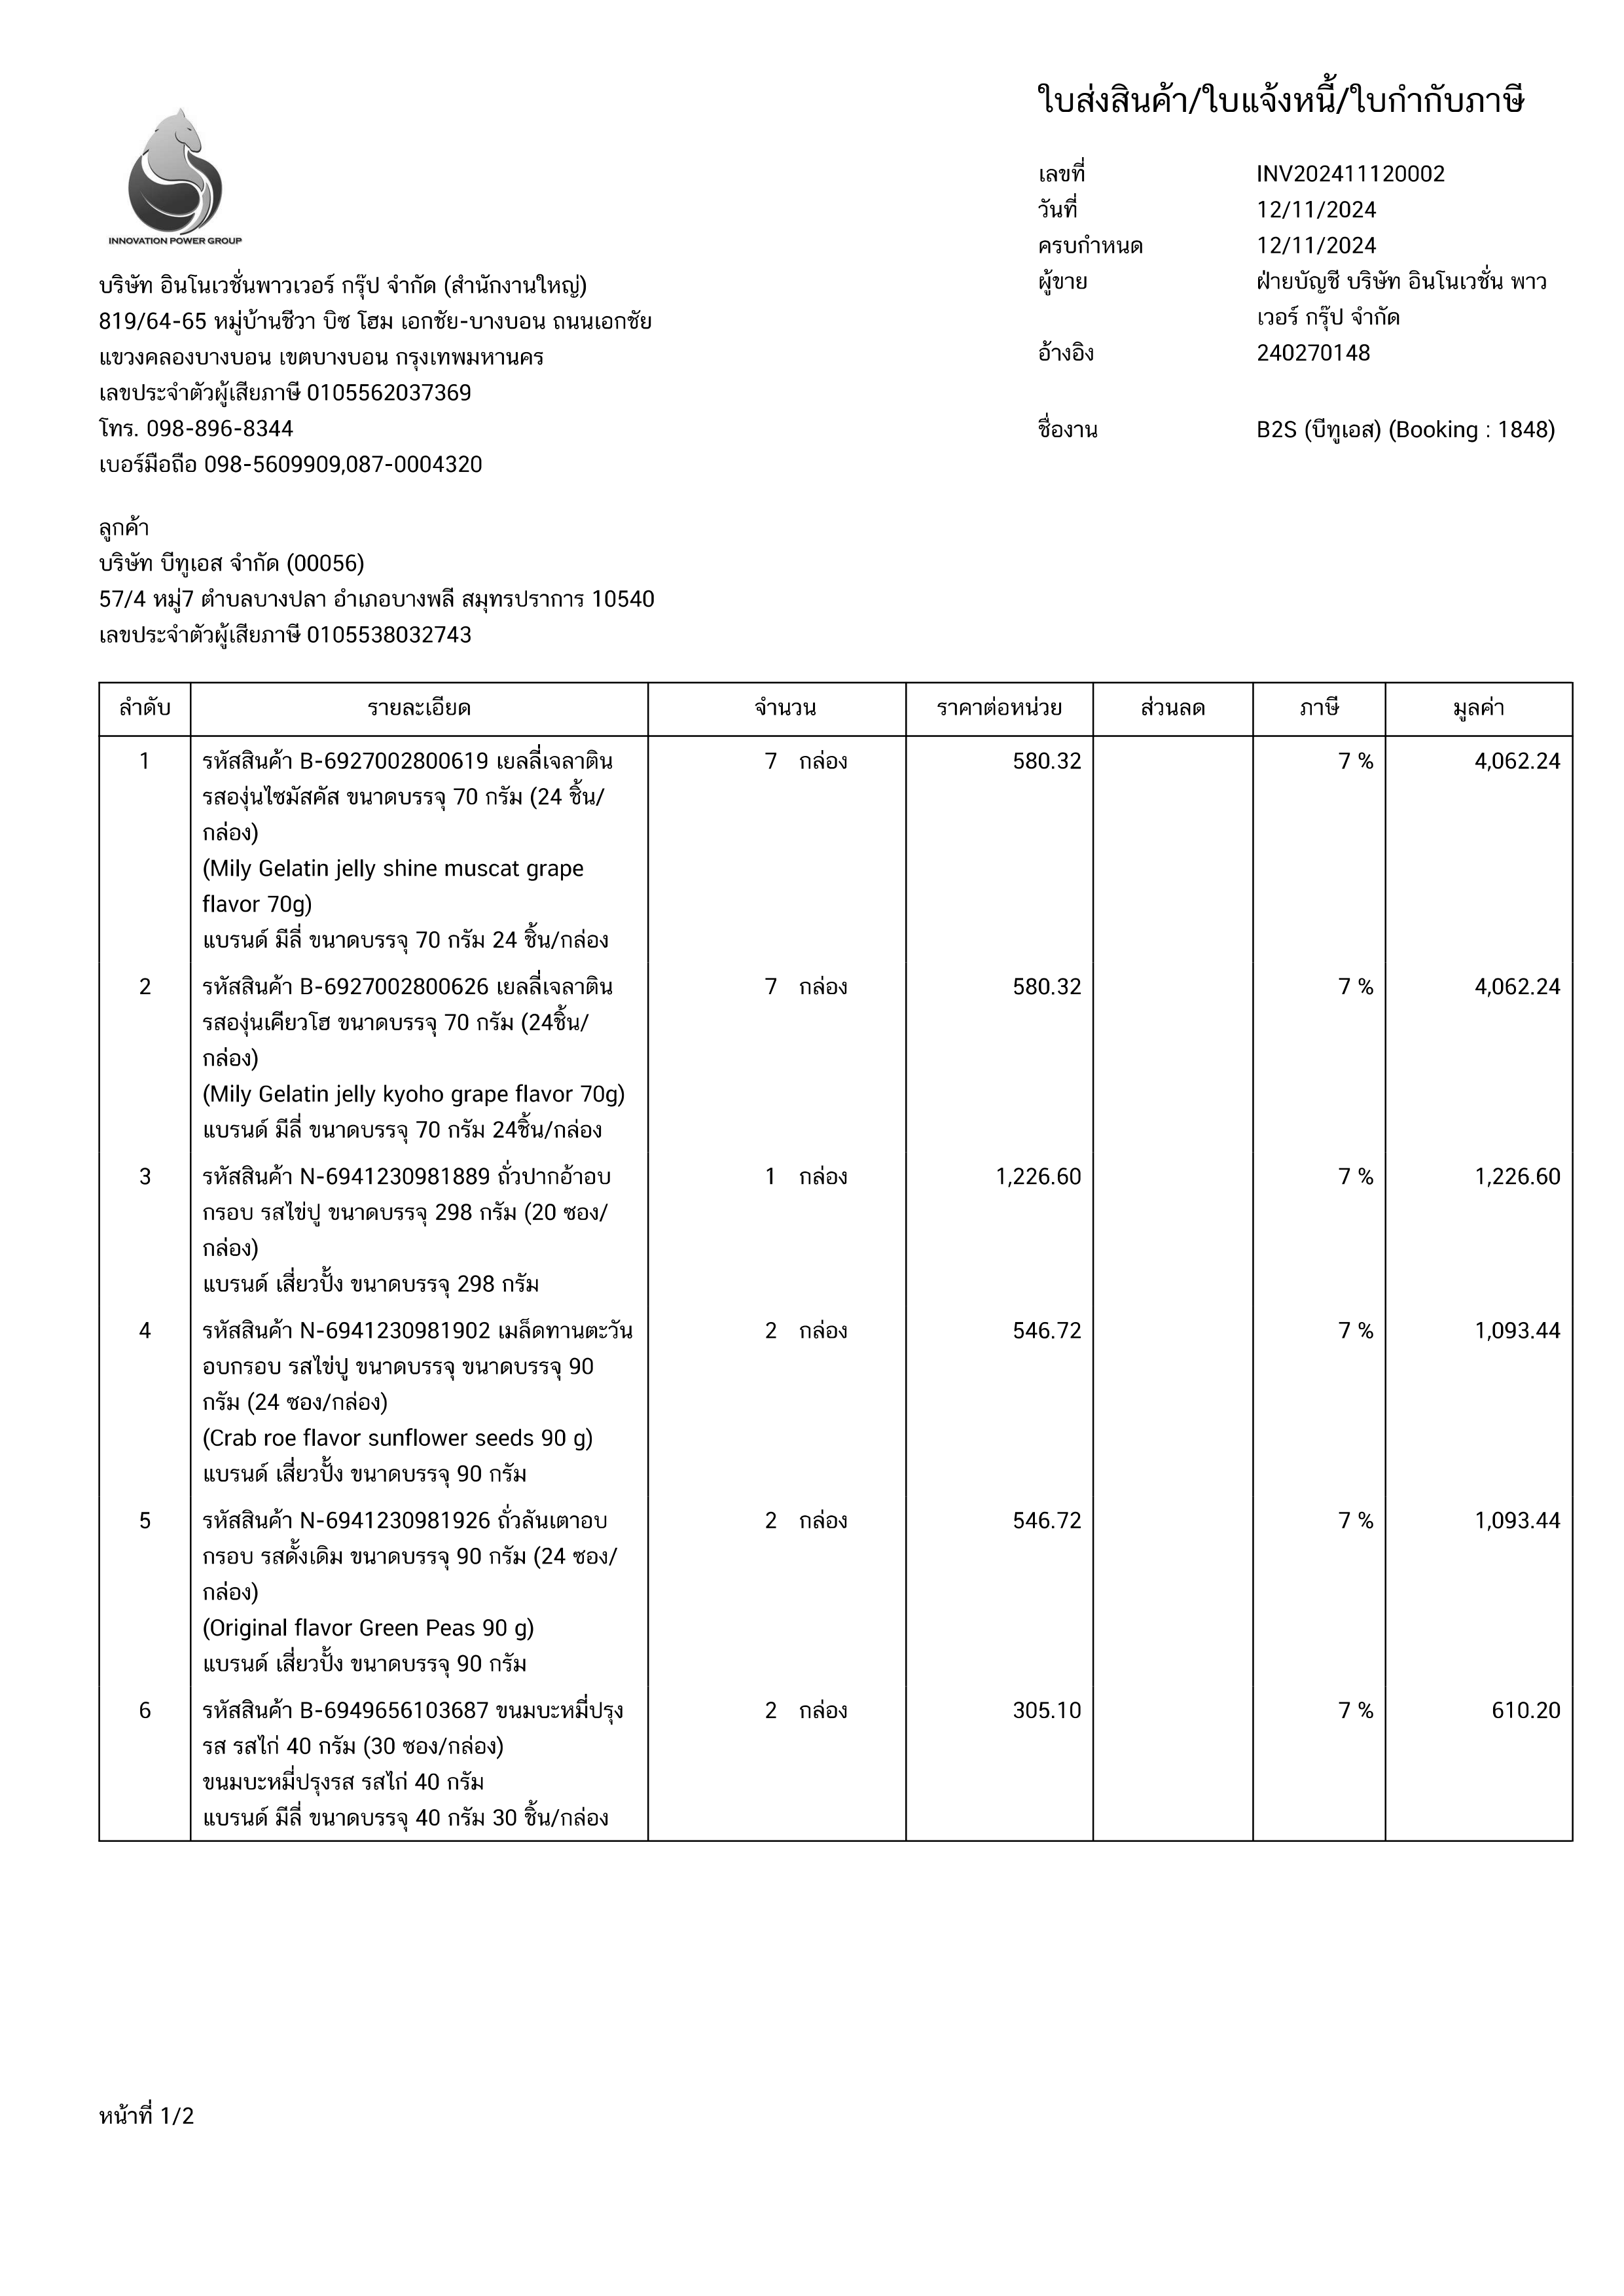 ใบส่งสินค้า/ใบแจ้งหนี้/ใบกำกับภาษี
INNOVATION POWER GROUP
เลขที่ INV202411120002
วันที่ 12/11/2024
ครบกำหนด 12/11/2024
ผู้ขาย ฝ่ายบัญชี บริษัท อินโนเวชั่น พาว
เวอร์ กรุ๊ป จำกัด
อ้างอิง 240270148
ชื่องาน B2S (บีทูเอส) (Booking : 1848)
บริษัท อินโนเวชั่นพาวเวอร์ กรุ๊ป จำกัด (สำนักงานใหญ่)
819/64-65 หมู่บ้านชีวา บิซ โฮม เอกชัย-บางบอน ถนนเอกชัย
แขวงคลองบางบอน เขตบางบอน กรุงเทพมหานคร
เลขประจำตัวผู้เสียภาษี 0105562037369
โทร. 098-896-8344
เบอร์มือถือ 098-5609909,087-0004320
ลูกค้า
บริษัท บีทูเอส จำกัด (00056)
57/4 หมู่7 ตำบลบางปลา อำเภอบางพลี สมุทรปราการ 10540
เลขประจำตัวผู้เสียภาษี 0105538032743
ลำดับ รายละเอียด จำนวน ราคาต่อหน่วย ส่วนลด ภาษี มูลค่า
1 รหัสสินค้า B-6927002800619 เยลลี่เจลาติน 7 กล่อง 580.32 7 % 4,062.24
รสองุ่นไชมัสคัส ขนาดบรรจุ 70 กรัม (24 ชิ้น/
กล่อง)
(Mily Gelatin jelly shine muscat grape
flavor 70g)
แบรนด์ มีลี่ ขนาดบรรจุ 70 กรัม 24 ชิ้น/กล่อง
2 รหัสสินค้า B-6927002800626 เยลลี่เจลาติน 7 กล่อง 580.32 7 % 4,062.24
รสองุ่นเคียวโฮ ขนาดบรรจุ 70 กรัม (24ชิ้น/
กล่อง)
(Mily Gelatin jelly kyoho grape flavor 70g)
แบรนด์ มีลี่ ขนาดบรรจุ 70 กรัม 24ชิ้น/กล่อง
3 รหัสสินค้า N-6941230981889 ถั่วปากอ้าอบ 1 กล่อง 1,226.60 7 % 1,226.60
กรอบ รสไข่ปู ขนาดบรรจุ 298 กรัม (20 ซอง/
กล่อง)
แบรนด์ เสี่ยวปั้ง ขนาดบรรจุ 298 กรัม
4 รหัสสินค้า N-6941230981902 เมล็ดทานตะวัน 2 กล่อง 546.72 7 % 1,093.44
อบกรอบ รสไข่ปู ขนาดบรรจุ ขนาดบรรจุ 90
กรัม (24 ซอง/กล่อง)
(Crab roe flavor sunflower seeds 90 g)
แบรนด์ เสี่ยวปั้ง ขนาดบรรจุ 90 กรัม
5 รหัสสินค้า N-6941230981926 ถั่วลันเตาอบ 2 กล่อง 546.72 7 % 1,093.44
กรอบ รสดั้งเดิม ขนาดบรรจุ 90 กรัม (24 ซอง/
กล่อง)
(Original flavor Green Peas 90 g)
แบรนด์ เสี่ยวปั้ง ขนาดบรรจุ 90 กรัม
6 รหัสสินค้า B-6949656103687 ขนมบะหมี่ปรุง 2 กล่อง 305.10 7 % 610.20
รส รสไก่ 40 กรัม (30 ซอง/กล่อง)
ขนมบะหมี่ปรุงรส รสไก่ 40 กรัม
แบรนด์ มีลี่ ขนาดบรรจุ 40 กรัม 30 ชิ้น/กล่อง
หน้าที่ 1/2